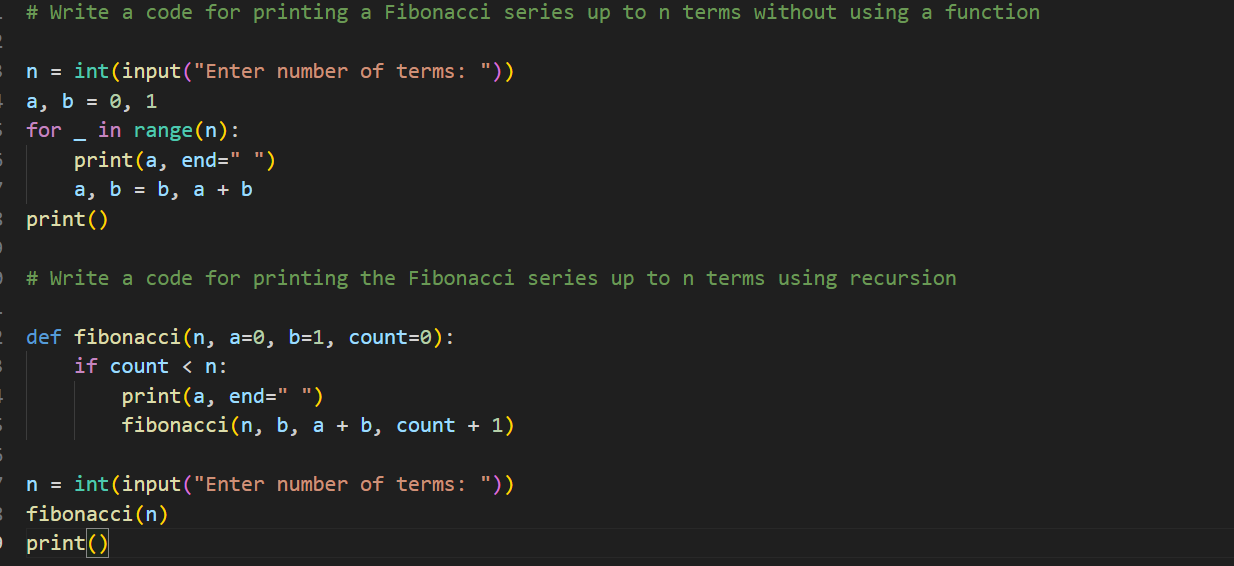 # Write a code for printing a Fibonacci series up to n terms without using a function
n = int(input("Enter number of terms: "))
a, b = 0, 1
for _ in range(n):
    print(a, end=" ")
    a, b = b, a + b
print()
# Write a code for printing the Fibonacci series up to n terms using recursion
def fibonacci(n, a=0, b=1, count=0):
    if count < n:
        print(a, end=" ")
        fibonacci(n, b, a + b, count + 1)
n = int(input("Enter number of terms: "))
fibonacci(n)
print()